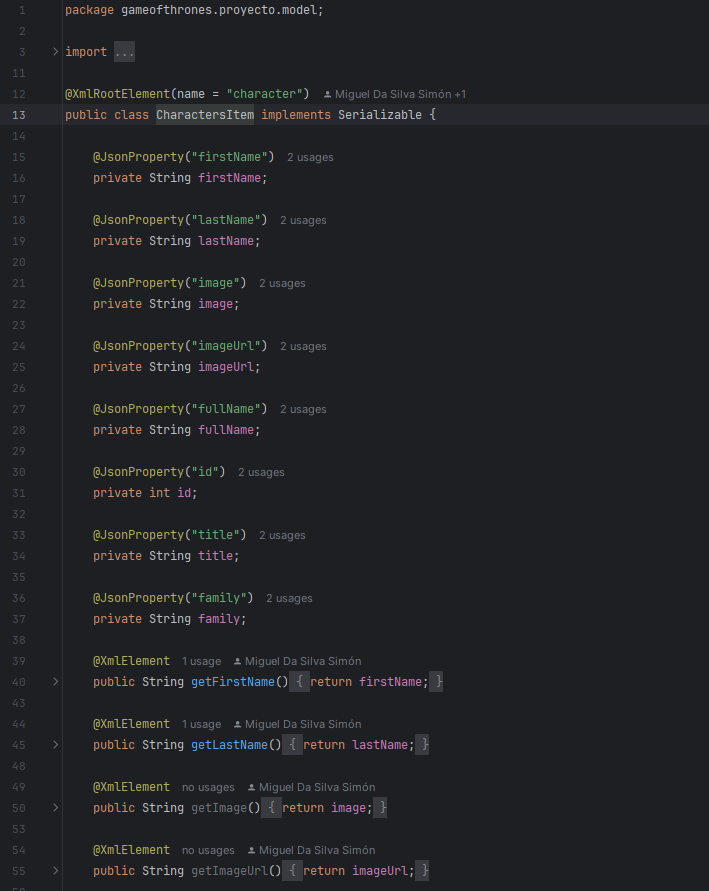 1 package gameofthrones.proyecto.model;
2
3 import ...
11
12 @XmlRootElement(name = "character") Miguel Da Silva Simón +1
13 public class CharactersItem implements Serializable {
14
15 @JsonProperty("firstName") 2 usages
16 private String firstName;
17
18 @JsonProperty("lastName") 2 usages
19 private String lastName;
20
21 @JsonProperty("image") 2 usages
22 private String image;
23
24 @JsonProperty("imageUrl") 2 usages
25 private String imageUrl;
26
27 @JsonProperty("fullName") 2 usages
28 private String fullName;
29
30 @JsonProperty("id") 2 usages
31 private int id;
32
33 @JsonProperty("title") 2 usages
34 private String title;
35
36 @JsonProperty("family") 2 usages
37 private String family;
38
39 @XmlElement 1 usage Miguel Da Silva Simón
40 public String getFirstName() { return firstName; }
43
44 @XmlElement 1 usage Miguel Da Silva Simón
45 public String getLastName() { return lastName; }
48
49 @XmlElement no usages Miguel Da Silva Simón
50 public String getImage() { return image; }
53
54 @XmlElement no usages Miguel Da Silva Simón
55 public String getImageUrl() { return imageUrl; }